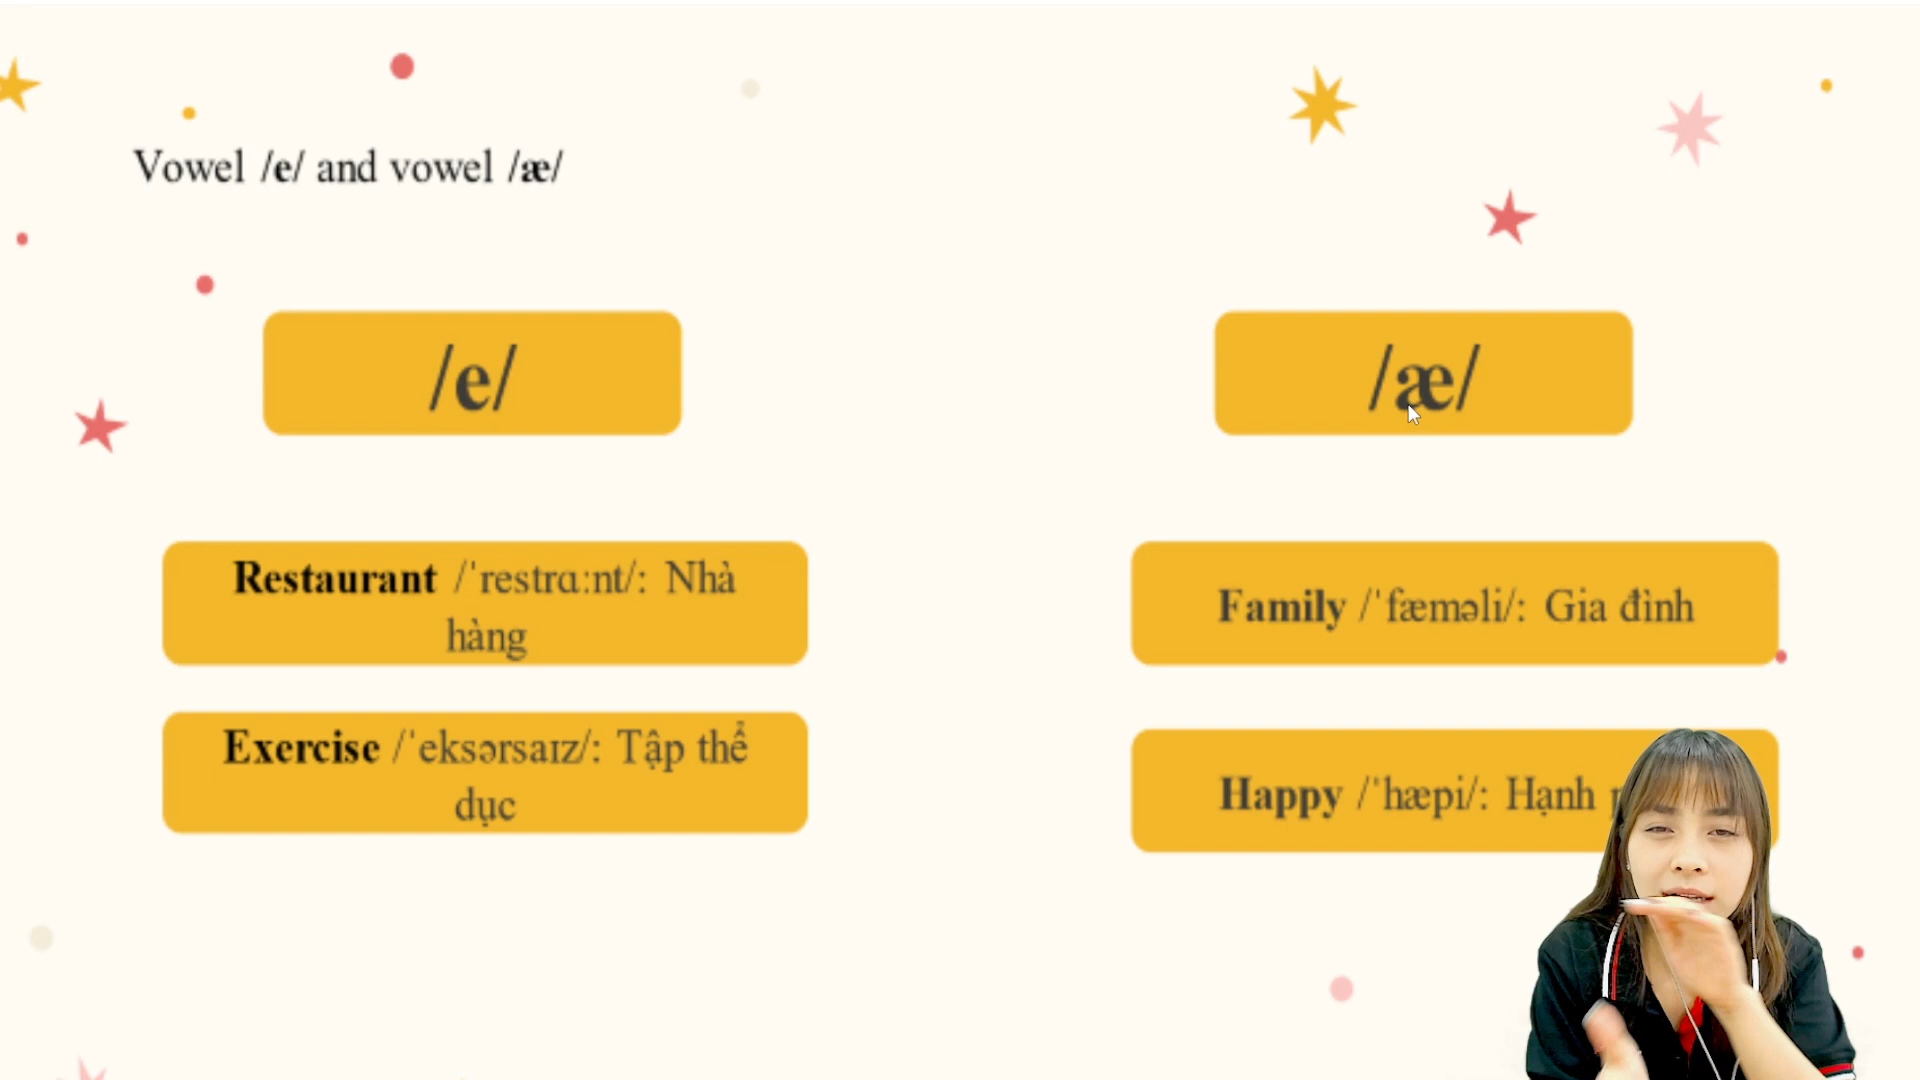 Vowel /e/ and vowel /æ/
/e/
/æ/
Restaurant /ˈrestrɑːnt/: Nhà
hàng
Family /ˈfæməli/: Gia đình
Exercise /ˈeksərsaɪz/: Tập thể
dục
Happy /ˈhæpi/: Hạnh